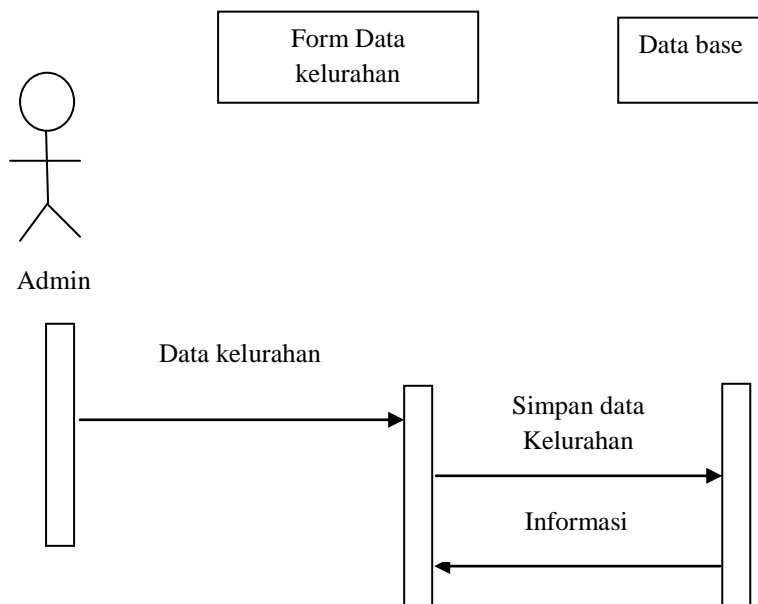 Form Data
kelurahan
Data base
Admin
Data kelurahan
Simpan data
Kelurahan
Informasi